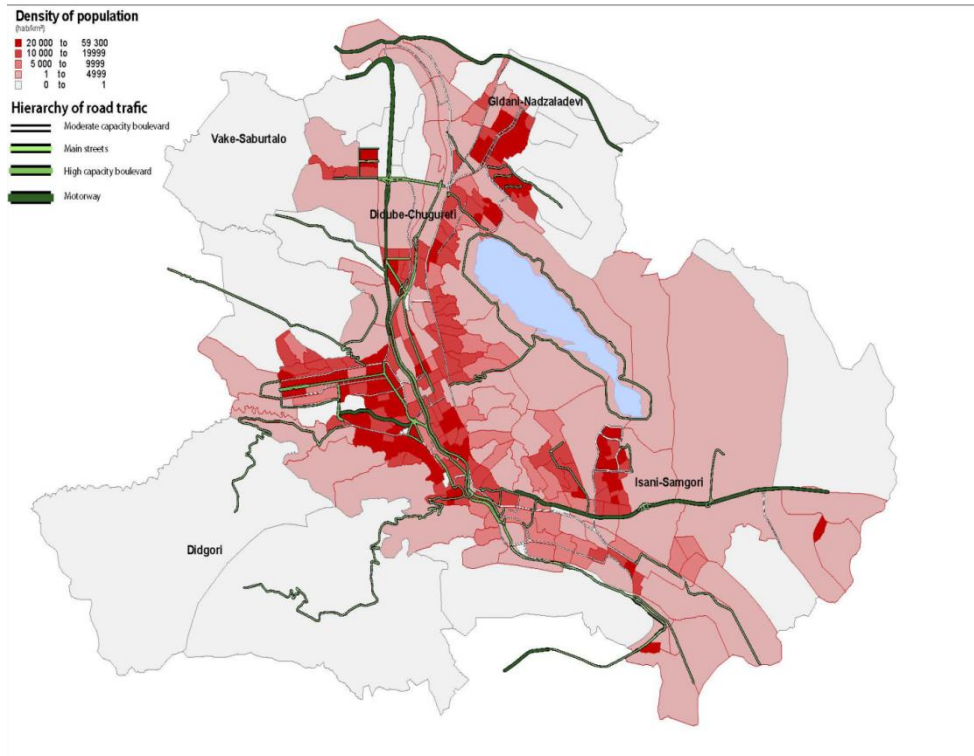 Density of population
(hab/km²)
20 000 to 59 300
10 000 to 19999
5 000 to 9999
1 to 4999
0 to 1
Hierarchy of road trafic
Moderate capacity boulevard
Main streets
High capacity boulevard
Motorway
Gldani-Nadzaladevi
Vake-Saburtalo
Didube-Chugureti
Isani-Samgori
Didgori